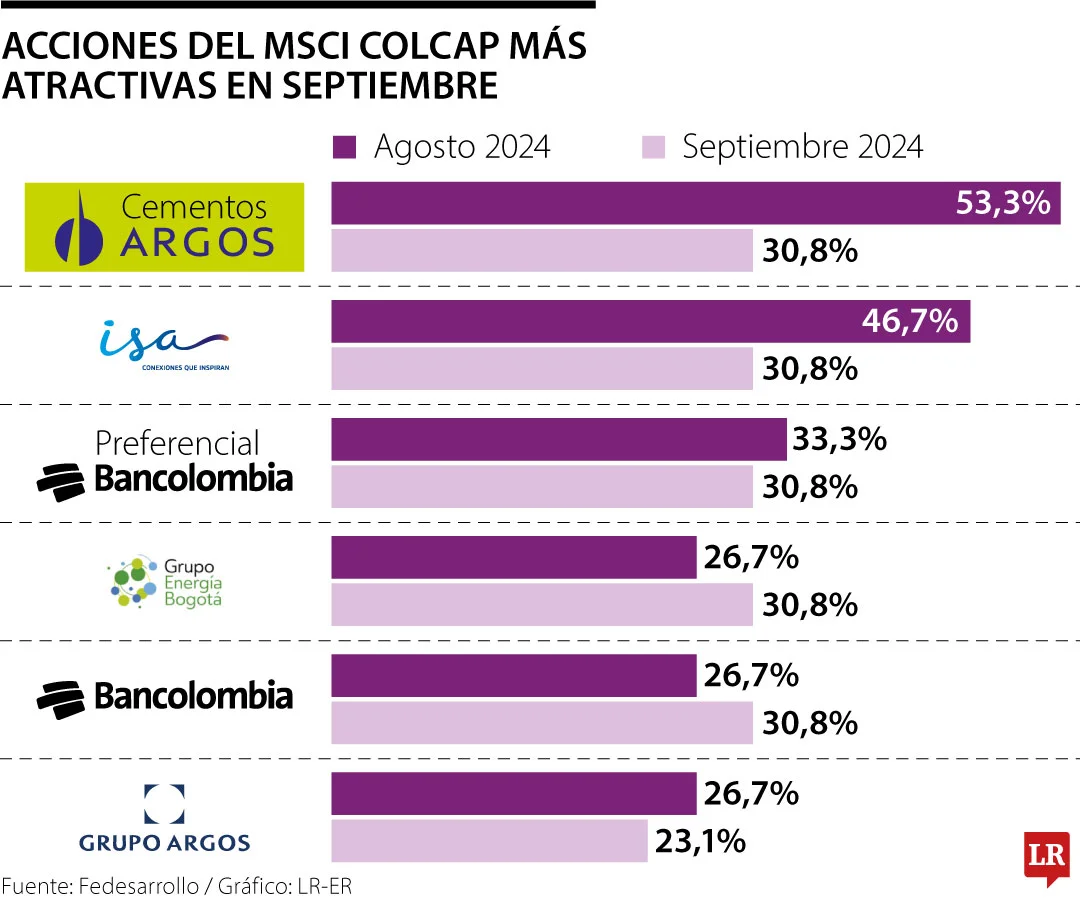 ACCIONES DEL MSCI COLCAP MÁS
ATRACTIVAS EN SEPTIEMBRE
Agosto 2024
Septiembre 2024
Cementos
ARGOS
53,3%
30,8%
isa
CONEXIONES QUE INSPIRAN
46,7%
30,8%
Preferencial
Bancolombia
33,3%
30,8%
Grupo
Energía
Bogotá
26,7%
30,8%
Bancolombia
26,7%
30,8%
GRUPO ARGOS
26,7%
23,1%
Fuente: Fedesarrollo / Gráfico: LR-ER
LR